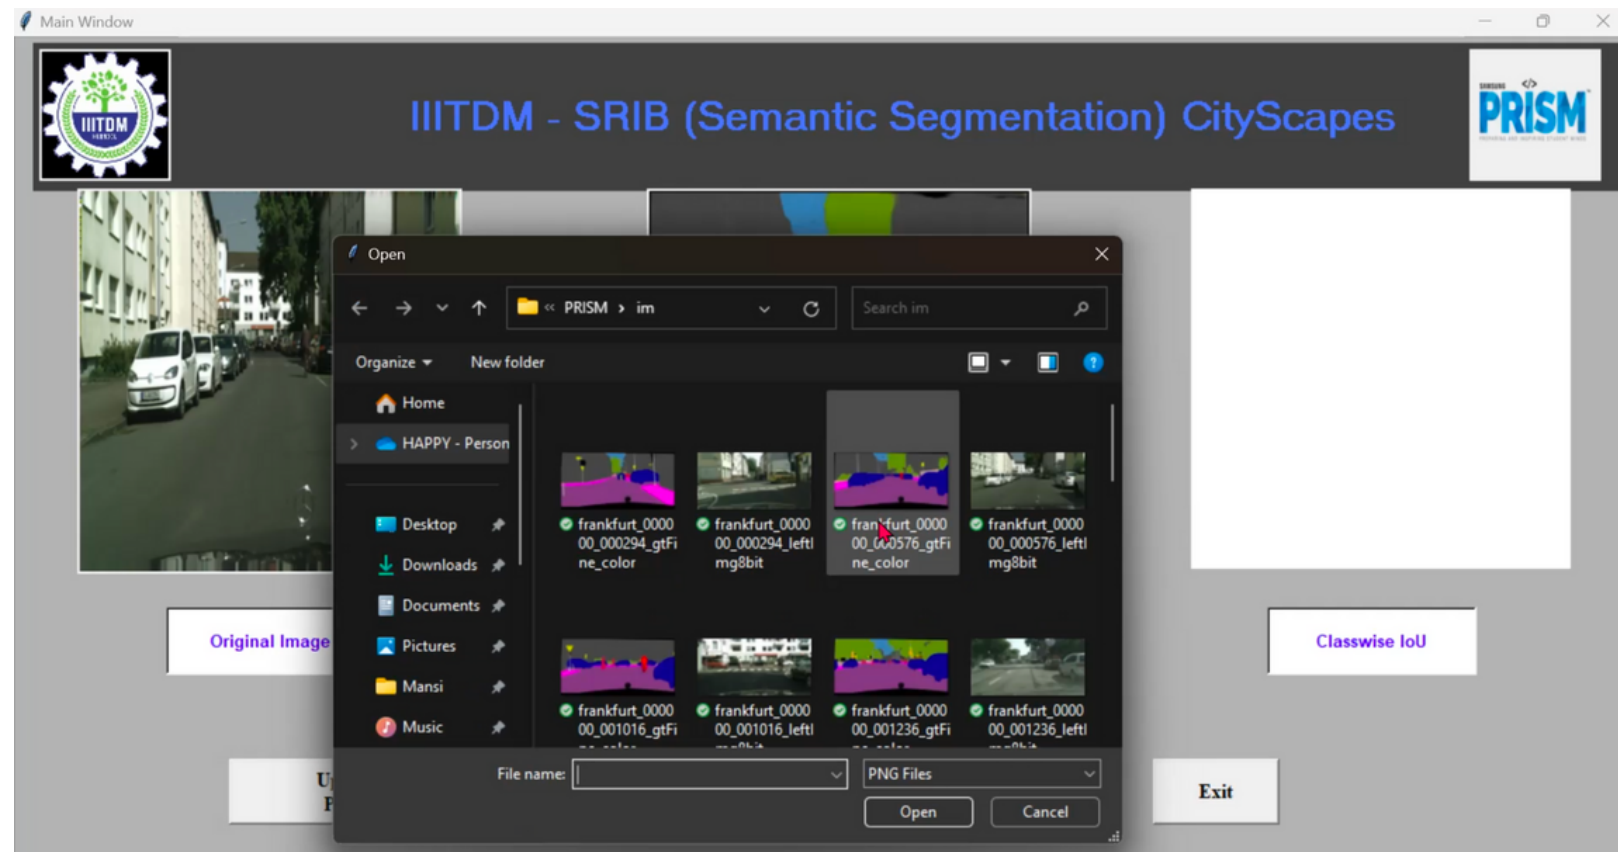 Main Window
IIITDM - SRIB (Semantic Segmentation) CityScapes
IIITDM
SAMSUNG
PRISM
Open
« PRISM › im
Search im
Organize
New folder
Home
HAPPY - Person
Desktop
Downloads
Documents
Pictures
Mansi
Music
frankfurt_0000
00_000294_gtFi
ne_color
frankfurt_0000
00_000294_leftI
mg8bit
frankfurt_0000
00_000576_gtFi
ne_color
frankfurt_0000
00_000576_leftI
mg8bit
frankfurt_0000
00_001016_gtFi
frankfurt_0000
00_001016_leftI
frankfurt_0000
00_001236_gtFi
frankfurt_0000
00_001236_leftI
Original Image
Classwise IoU
File name:
PNG Files
Open
Cancel
Exit